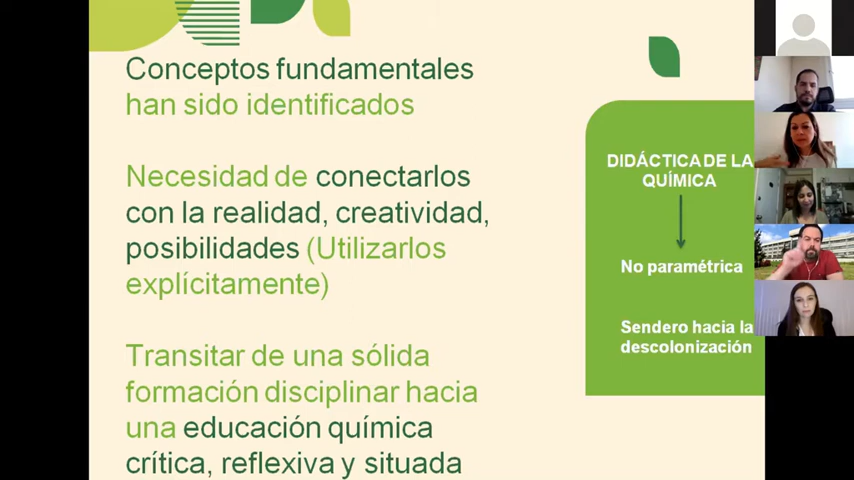 Conceptos fundamentales
han sido identificados
Necesidad de conectarlos
con la realidad, creatividad,
posibilidades (Utilizarlos
explícitamente)
Transitar de una sólida
formación disciplinar hacia
una educación química
crítica, reflexiva y situada
DIDÁCTICA DE LA
QUÍMICA
No paramétrica
Sendero hacia la
descolonización